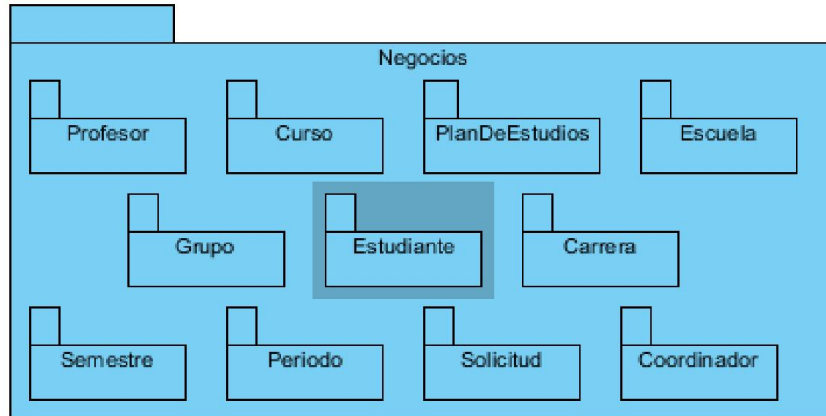 Negocios
Profesor
Curso
PlanDeEstudios
Escuela
Grupo
Estudiante
Carrera
Semestre
Periodo
Solicitud
Coordinador